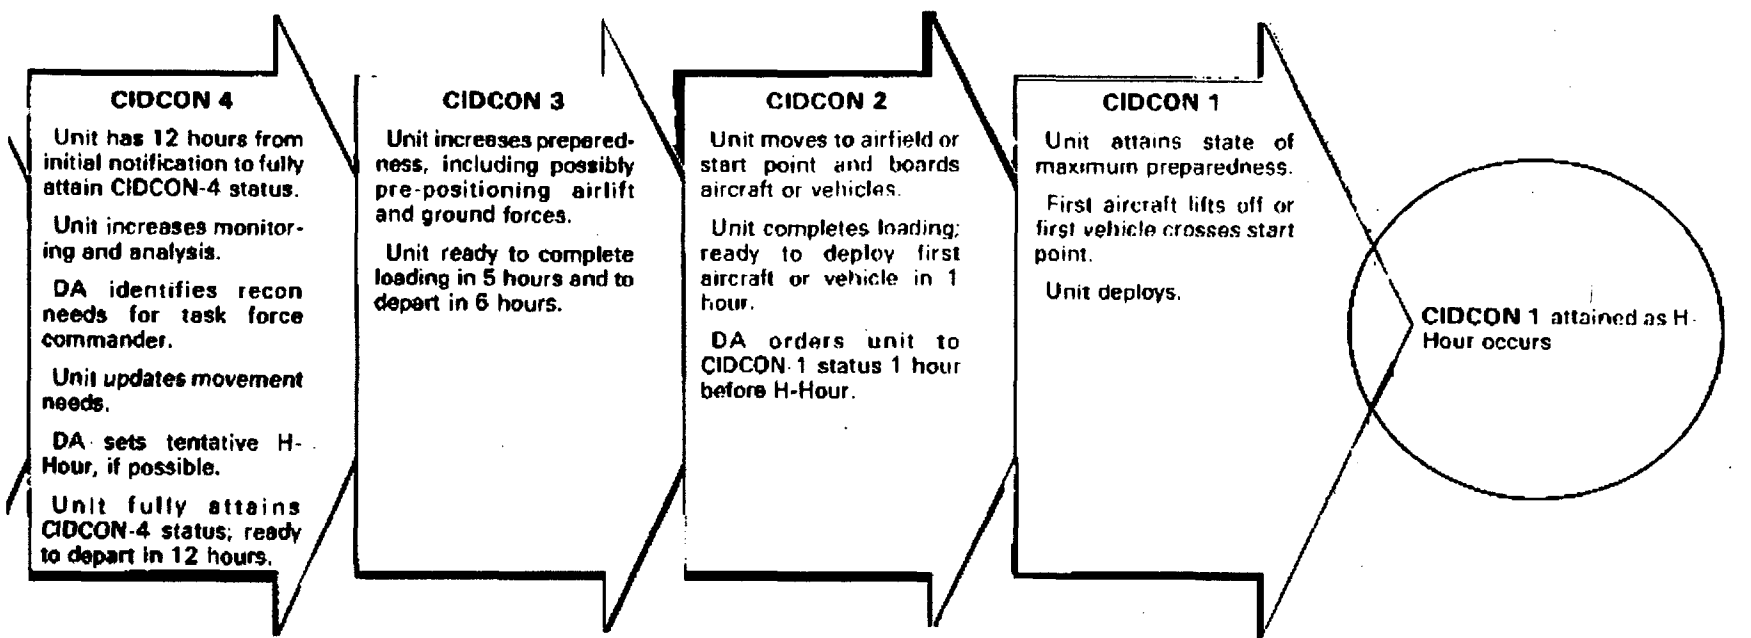 CIDCON 4
Unit has 12 hours from
initial notification to fully
attain CIDCON-4 status.
Unit increases monitor-
ing and analysis.
DA identifies recon
needs for task force
commander.
Unit updates movement
needs.
DA sets tentative H-
Hour, if possible.
Unit fully attains
CIDCON-4 status; ready
to depart in 12 hours.
CIDCON 3
Unit increases prepared-
ness, including possibly
pre-positioning airlift
and ground forces.
Unit ready to complete
loading in 5 hours and to
depart in 6 hours.
CIDCON 2
Unit moves to airfield or
start point and boards
aircraft or vehicles.
Unit completes loading;
ready to deploy first
aircraft or vehicle in 1
hour.
DA orders unit to
CIDCON-1 status 1 hour
before H-Hour.
CIDCON 1
Unit attains state of
maximum preparedness.
First aircraft lifts off or
first vehicle crosses start
point.
Unit deploys.
CIDCON 1 attained as H-
Hour occurs